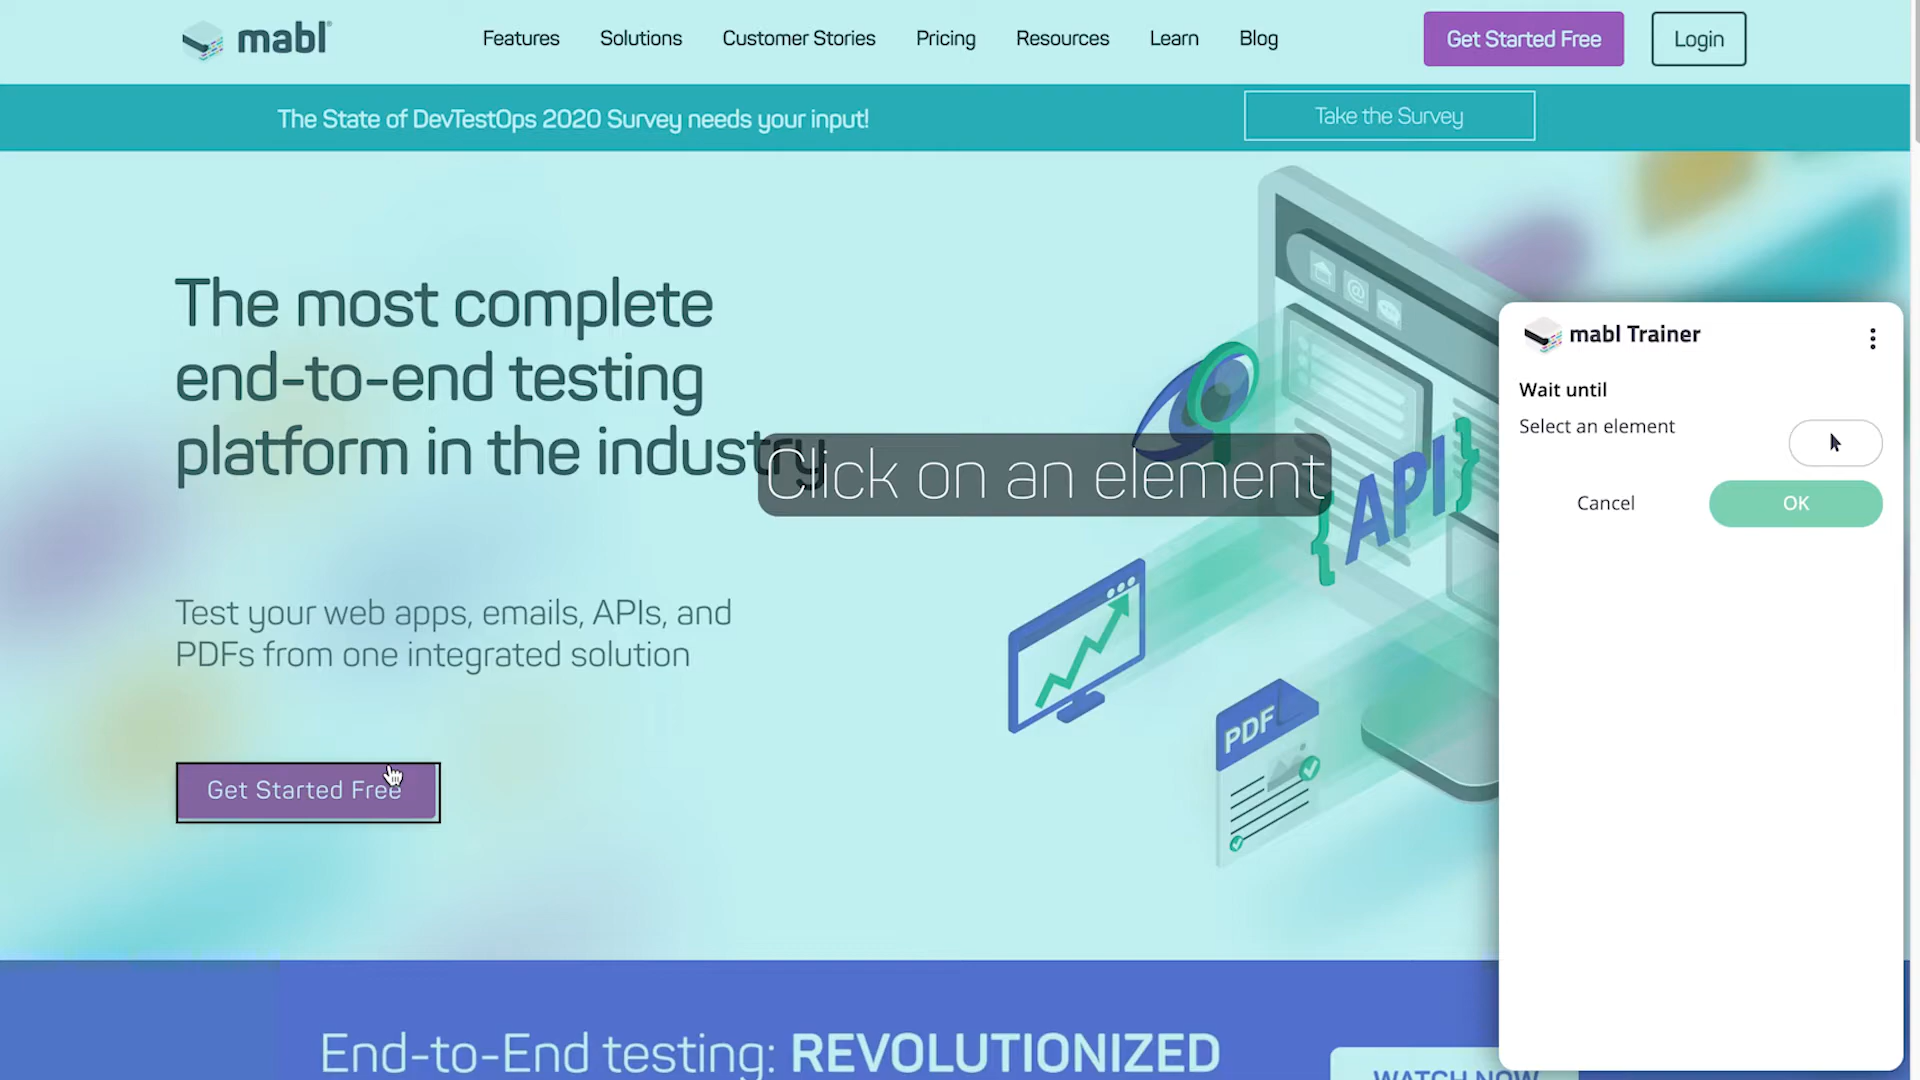 mabl
Features
Solutions
Customer Stories
Pricing
Resources
Learn
Blog
Get Started Free
Login
The State of DevTestOps 2020 Survey needs your input!
Take the Survey
The most complete
end-to-end testing
platform in the industry
Click on an element
Test your web apps, emails, APIs, and
PDFs from one integrated solution
Get Started Free
@
{API}
PDF
mabl Trainer
Wait until
Select an element
Cancel
OK
End-to-End testing: REVOLUTIONIZED
WATCH NOW